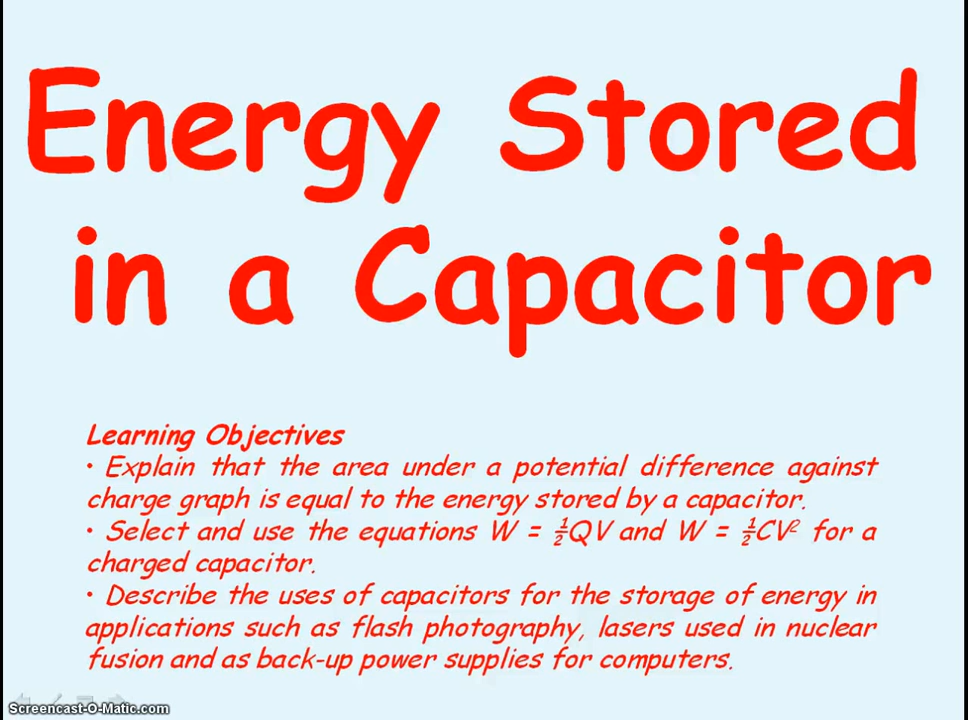 Energy Stored
in a Capacitor
Learning Objectives
• Explain that the area under a potential difference against
charge graph is equal to the energy stored by a capacitor.
• Select and use the equations W = ½QV and W = ½CV² for a
charged capacitor.
• Describe the uses of capacitors for the storage of energy in
applications such as flash photography, lasers used in nuclear
fusion and as back-up power supplies for computers.
Screencast-O-Matic.com